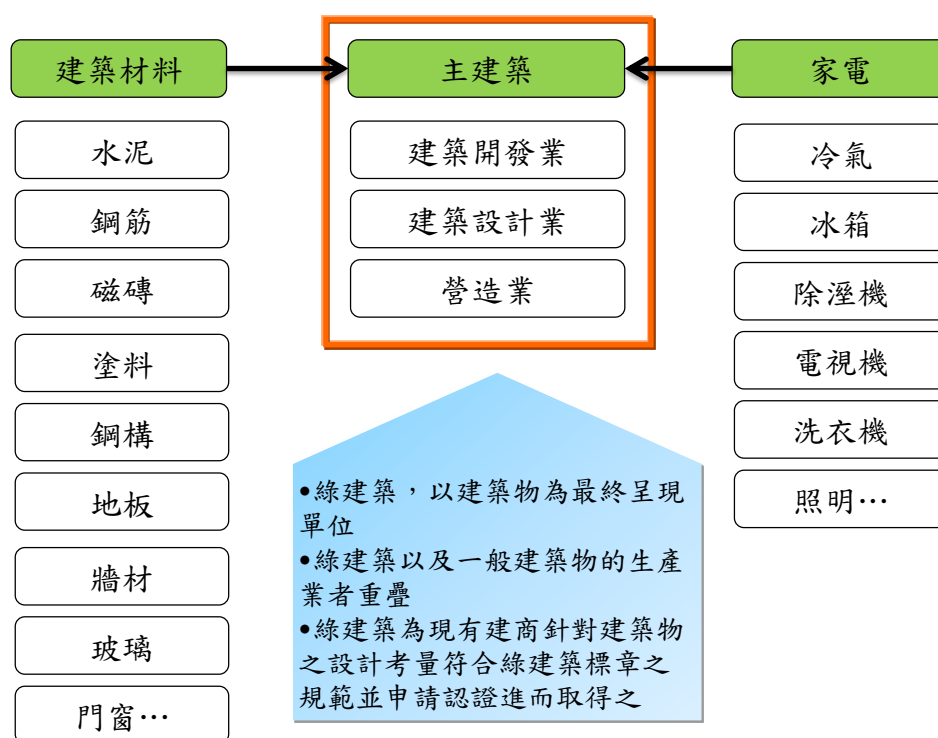 建築材料
水泥
鋼筋
磁磚
塗料
鋼構
地板
牆材
玻璃
門窗…
主建築
建築開發業
建築設計業
營造業
•綠建築，以建築物為最終呈現
單位
•綠建築以及一般建築物的生產
業者重疊
•綠建築為現有建商針對建築物
之設計考量符合綠建築標章之
規範並申請認證進而取得之
家電
冷氣
冰箱
除溼機
電視機
洗衣機
照明…